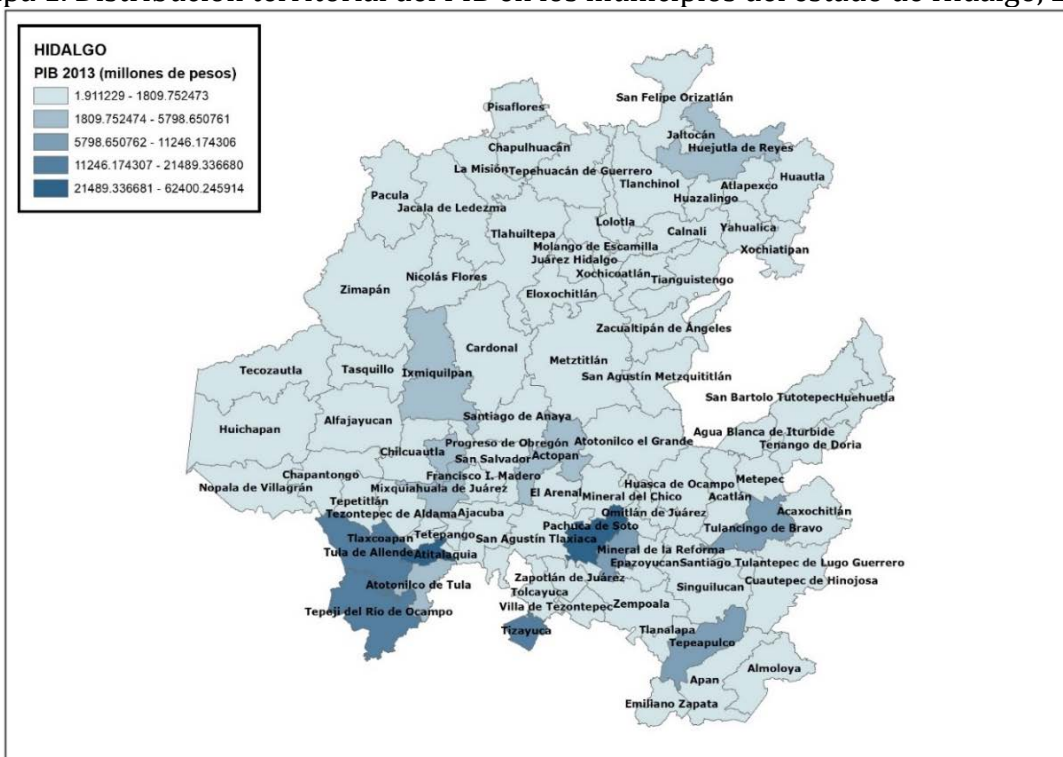 Distribución territorial del PIB en los municipios del estado de Hidalgo,
HIDALGO
PIB 2013 (millones de pesos)
1.911229 - 1809.752473
1809.752474 - 5798.650761
5798.650762 - 11246.174306
11246.174307 - 21489.336680
21489.336681 - 62400.245914
San Felipe Orizatlán
Pisaflores
Jaltocán
Chapulhuacán
Huejutla de Reyes
La Misión
Tepehuacán de Guerrero
Tlanchinol
Atlapexco
Huautla
Pacula
Huazalingo
Jacala de Ledezma
Lolotla
Tlahuiltepa
Calnali
Yahualica
Molango de Escamilla
Xochiatipan
Juárez Hidalgo
Nicolás Flores
Xochicoatlán
Tianguistengo
Zimapán
Eloxochitlán
Zacualtipán de Ángeles
Cardonal
Metztitlán
Tecozautla
Tasquillo
Ixmiquilpan
San Agustín Metzquititlán
San Bartolo Tutotepec
Huehuetla
Santiago de Anaya
Alfajayucan
Huichapan
Agua Blanca de Iturbide
Progreso de Obregón
Atotonilco el Grande
Tenango de Doria
Chilcuautla
San Salvador
Actopan
Chapantongo
Francisco I. Madero
Metepec
Huasca de Ocampo
Nopala de Villagrán
Mixquiahuala de Juárez
El Arenal
Mineral del Chico
Acatlán
Tepetitlán
Acaxochitlán
Tezontepec de Aldama
Ajacuba
Omitlán de Juárez
Pachuca de Soto
Tulancingo de Bravo
Tlaxcoapan
Tetepango
San Agustín Tlaxiaca
Tula de Allende
Atitalaquia
Mineral de la Reforma
Epazoyucan
Santiago Tulantepec de Lugo Guerrero
Zapotlán de Juárez
Cuautepec de Hinojosa
Atotonilco de Tula
Tolcayuca
Singuilucan
Villa de Tezontepec
Zempoala
Tepeji del Río de Ocampo
Tizayuca
Tlanalapa
Tepeapulco
Almoloya
Apan
Emiliano Zapata